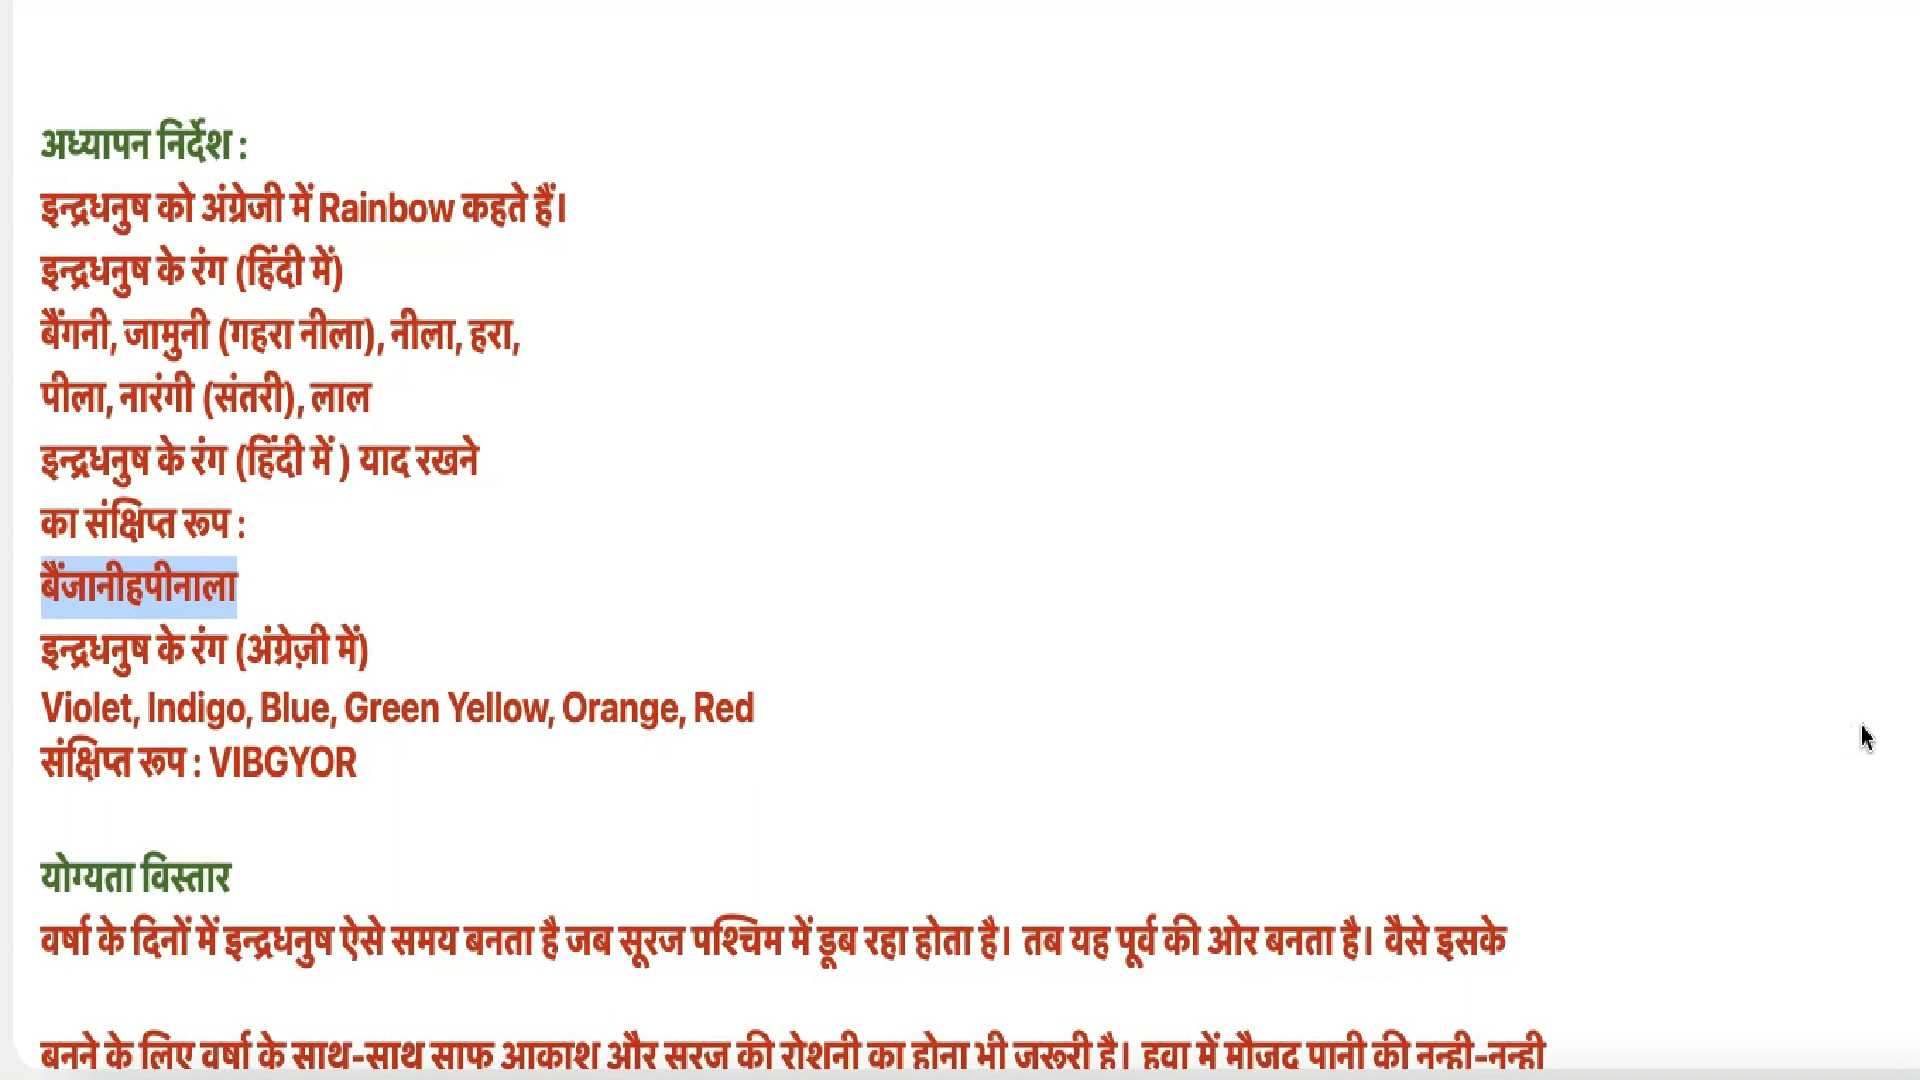 अध्यापन निर्देश :
इन्द्रधनुष को अंग्रेजी में Rainbow कहते हैं।
इन्द्रधनुष के रंग (हिंदी में)
बैंगनी, जामुनी (गहरा नीला), नीला, हरा,
पीला, नारंगी (संतरी), लाल
इन्द्रधनुष के रंग (हिंदी में ) याद रखने
का संक्षिप्त रूप :
बैंजानीहपीनाला
इन्द्रधनुष के रंग (अंग्रेज़ी में)
Violet, Indigo, Blue, Green Yellow, Orange, Red
संक्षिप्त रूप : VIBGYOR
योग्यता विस्तार
वर्षा के दिनों में इन्द्रधनुष ऐसे समय बनता है जब सूरज पश्चिम में डूब रहा होता है। तब यह पूर्व की ओर बनता है। वैसे इसके
बनने के लिए वर्षा के साथ-साथ साफ आकाश और सूरज की रोशनी का होना भी जरूरी है। हवा में मौजूद पानी की नन्ही-नन्ही